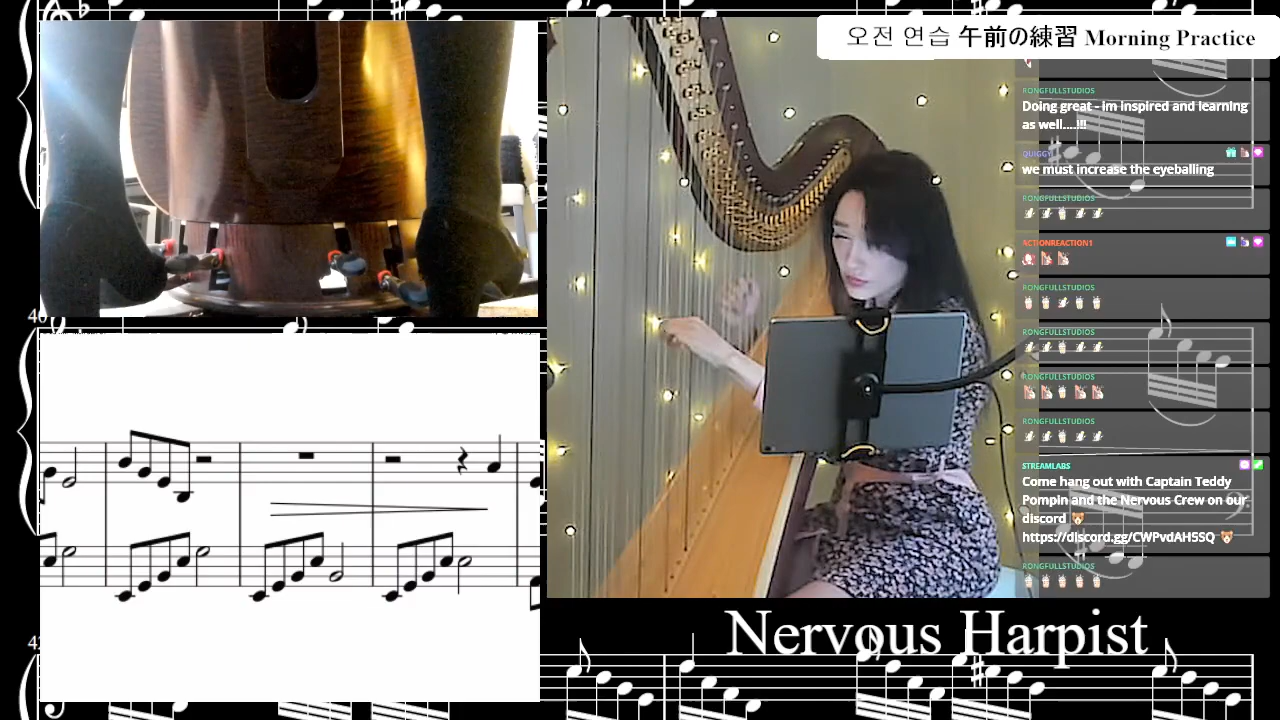 오전 연습 午前の練習 Morning Practice
RONGFULLSTUDIOS
Doing great - im inspired and learning
as well....!!!
QUIGGY
we must increase the eyeballing
RONGFULLSTUDIOS
ACTIONREACTION1
RONGFULLSTUDIOS
RONGFULLSTUDIOS
RONGFULLSTUDIOS
RONGFULLSTUDIOS
STREAMLABS
Come hang out with Captain Teddy
Pompin and the Nervous Crew on our
discord 🐻
https://discord.gg/CWPvdAH5SQ 🐻
RONGFULLSTUDIOS
40
42
Nervous Harpist